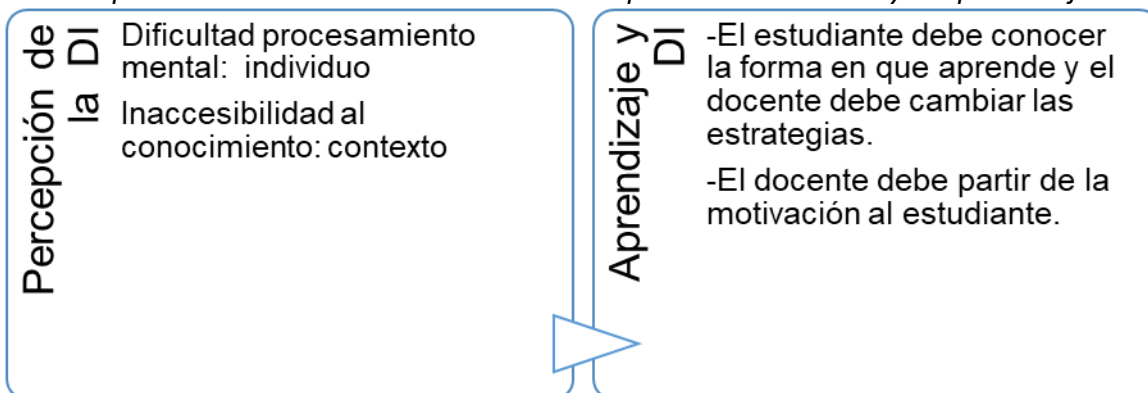 Percepción de
la DI
Dificultad procesamiento
mental: individuo
Inaccesibilidad al
conocimiento: contexto
Aprendizaje y
DI
-El estudiante debe conocer
la forma en que aprende y el
docente debe cambiar las
estrategias.
-El docente debe partir de la
motivación al estudiante.